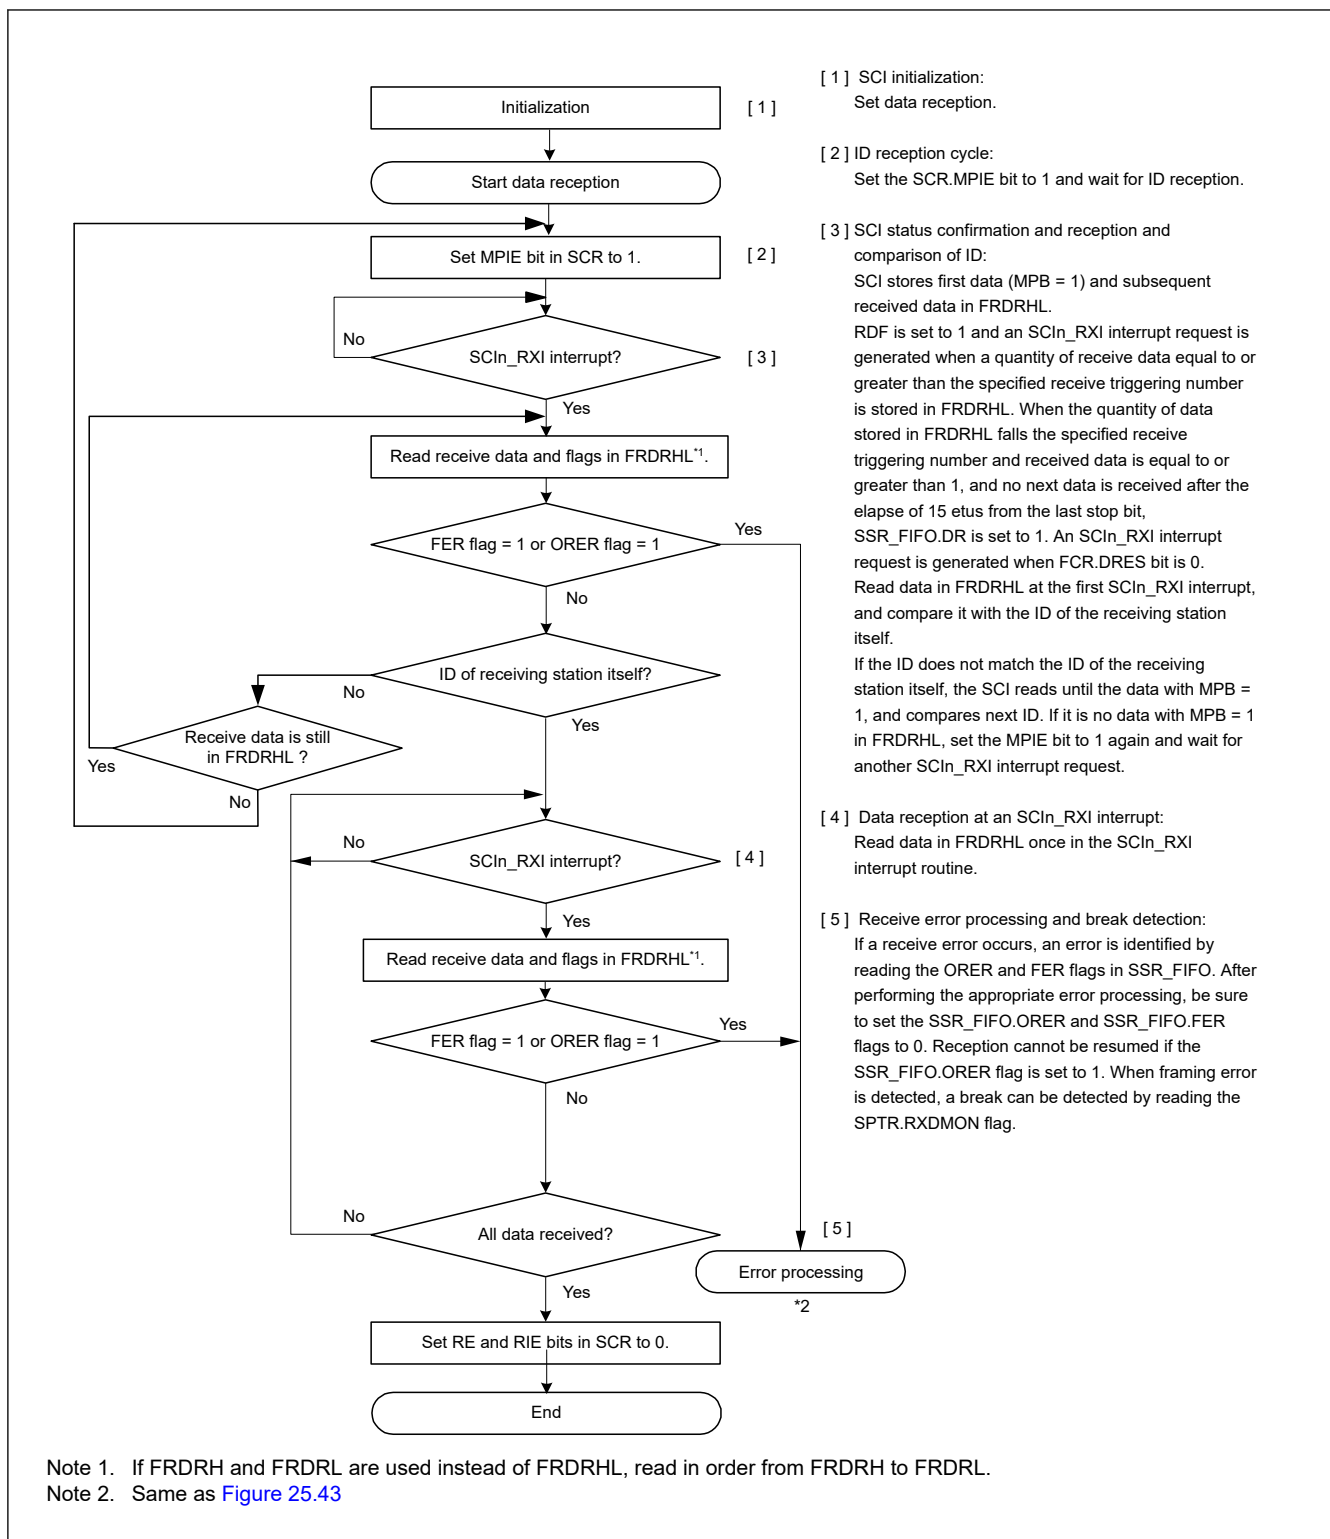 Initialization
[ 1 ]
Start data reception
Set MPIE bit in SCR to 1.
[ 2 ]
No
SCIn_RXI interrupt?
[ 3 ]
Yes
Read receive data and flags in FRDRHL*1.
Yes
FER flag = 1 or ORER flag = 1
No
ID of receiving station itself?
No
Yes
Receive data is still
in FRDRHL ?
Yes
No
No
SCIn_RXI interrupt?
[ 4 ]
Yes
Read receive data and flags in FRDRHL*1.
Yes
FER flag = 1 or ORER flag = 1
No
No
All data received?
[ 5 ]
Error processing
*2
Yes
Set RE and RIE bits in SCR to 0.
End
[ 1 ] SCI initialization:
Set data reception.
[ 2 ] ID reception cycle:
Set the SCR.MPIE bit to 1 and wait for ID reception.
[ 3 ] SCI status confirmation and reception and
comparison of ID:
SCI stores first data (MPB = 1) and subsequent
received data in FRDRHL.
RDF is set to 1 and an SCIn_RXI interrupt request is
generated when a quantity of receive data equal to or
greater than the specified receive triggering number
is stored in FRDRHL. When the quantity of data
stored in FRDRHL falls the specified receive
triggering number and received data is equal to or
greater than 1, and no next data is received after the
elapse of 15 etus from the last stop bit,
SSR_FIFO.DR is set to 1. An SCIn_RXI interrupt
request is generated when FCR.DRES bit is 0.
Read data in FRDRHL at the first SCIn_RXI interrupt,
and compare it with the ID of the receiving station
itself.
If the ID does not match the ID of the receiving
station itself, the SCI reads until the data with MPB =
1, and compares next ID. If it is no data with MPB = 1
in FRDRHL, set the MPIE bit to 1 again and wait for
another SCIn_RXI interrupt request.
[ 4 ] Data reception at an SCIn_RXI interrupt:
Read data in FRDRHL once in the SCIn_RXI
interrupt routine.
[ 5 ] Receive error processing and break detection:
If a receive error occurs, an error is identified by
reading the ORER and FER flags in SSR_FIFO. After
performing the appropriate error processing, be sure
to set the SSR_FIFO.ORER and SSR_FIFO.FER
flags to 0. Reception cannot be resumed if the
SSR_FIFO.ORER flag is set to 1. When framing error
is detected, a break can be detected by reading the
SPTR.RXDMON flag.
Note 1. If FRDRH and FRDRL are used instead of FRDRHL, read in order from FRDRH to FRDRL.
Note 2. Same as Figure 25.43